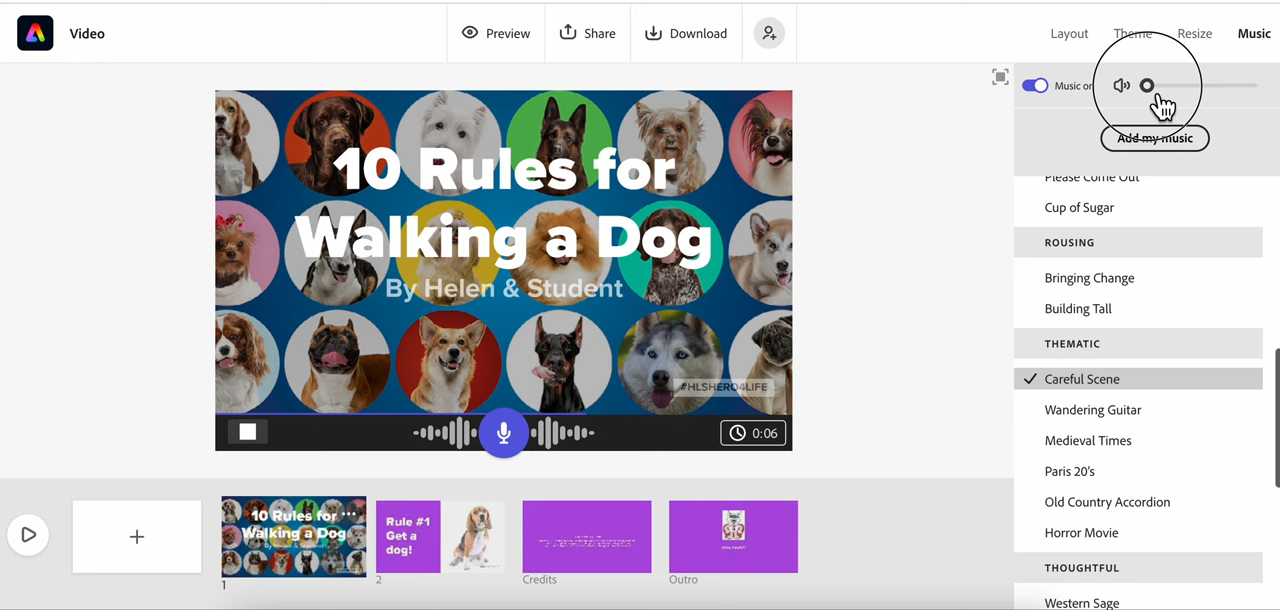 Video
Preview
Share
Download
Layout
Theme
Resize
Music
Music on
Add my music
Please Come Out
Cup of Sugar
ROUSING
Bringing Change
Building Tall
THEMATIC
Careful Scene
Wandering Guitar
Medieval Times
Paris 20's
Old Country Accordion
Horror Movie
THOUGHTFUL
Western Sage
10 Rules for
Walking a Dog
By Helen & Student
#HLSHERO4LIFE
0:06
10 Rules for
Walking a Dog
By Helen & Student
1
Rule #1
Get a
dog!
2
Credits
Outro